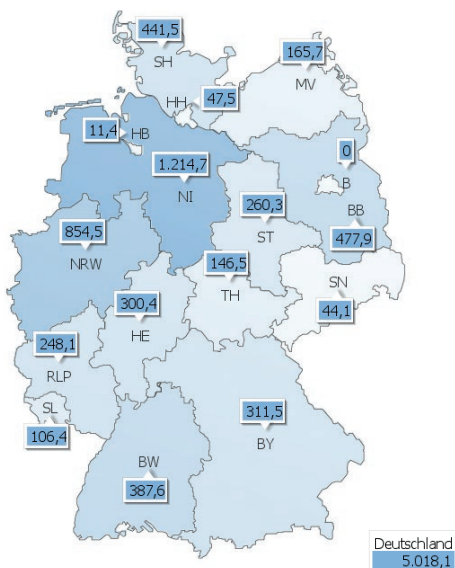 441,5
SH
165,7
MV
HH
47,5
11,4
HB
1.214,7
NI
0
B
BB
477,9
260,3
ST
854,5
NRW
146,5
TH
SN
44,1
300,4
HE
248,1
RLP
SL
106,4
311,5
BY
BW
387,6
Deutschland
5.018,1